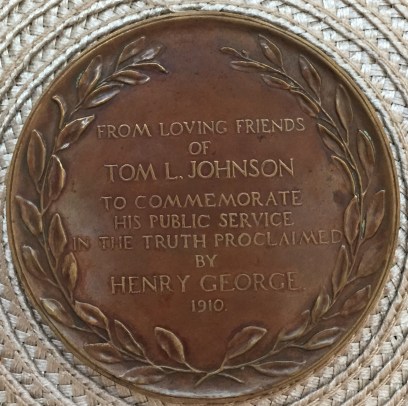 FROM LOVING FRIENDS
OF
TOM L. JOHNSON
TO COMMEMORATE
HIS PUBLIC SERVICE
IN THE TRUTH PROCLAIMED
BY
HENRY GEORGE.
1910.